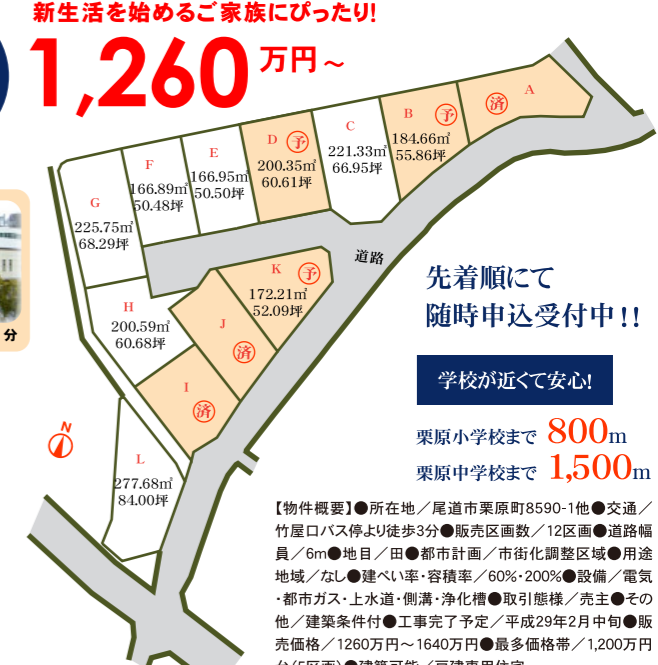 新生活を始めるご家族にぴったり!
1,260万円~
A
済
B
予
184.66㎡
55.86坪
C
221.33㎡
66.95坪
D
予
200.35㎡
60.61坪
E
166.95㎡
50.50坪
F
166.89㎡
50.48坪
G
225.75㎡
68.29坪
道路
K
予
172.21㎡
52.09坪
H
200.59㎡
60.68坪
J
済
I
済
L
277.68㎡
84.00坪
N
分
先着順にて
随時申込受付中!!
学校が近くて安心!
栗原小学校まで 800m
栗原中学校まで 1,500m
【物件概要】●所在地/尾道市栗原町8590-1他●交通/
竹屋口バス停より徒歩3分●販売区画数/12区画●道路幅
員/6m●地目/田●都市計画/市街化調整区域●用途
地域/なし●建ぺい率・容積率/60%・200%●設備/電気
・都市ガス・上水道・側溝・浄化槽●取引態様/売主●その
他/建築条件付●工事完了予定/平成29年2月中旬●販
売価格/1260万円~1640万円●最多価格帯/1,200万円